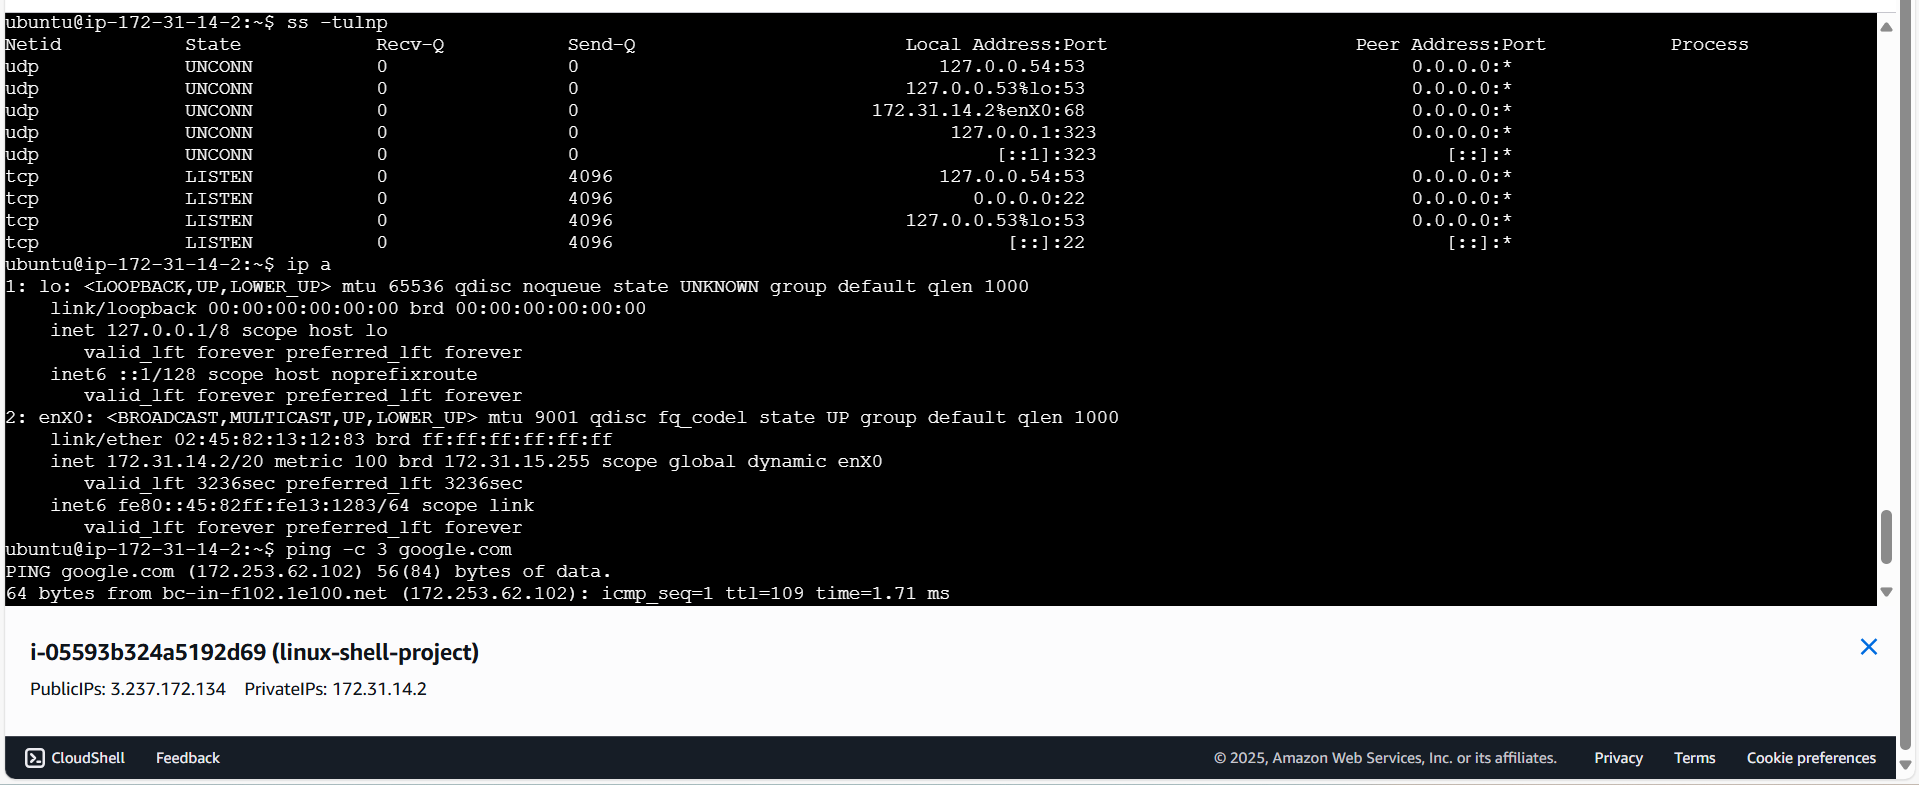 ubuntu@ip-172-31-14-2:~$ ss -tulnp
Netid State Recv-Q Send-Q Local Address:Port Peer Address:Port Process
udp UNCONN 0 0 127.0.0.54:53 0.0.0.0:*
udp UNCONN 0 0 127.0.0.53%lo:53 0.0.0.0:*
udp UNCONN 0 0 172.31.14.2%enX0:68 0.0.0.0:*
udp UNCONN 0 0 127.0.0.1:323 0.0.0.0:*
udp UNCONN 0 0 [::1]:323 [::]:*
tcp LISTEN 0 4096 127.0.0.54:53 0.0.0.0:*
tcp LISTEN 0 4096 0.0.0.0:22 0.0.0.0:*
tcp LISTEN 0 4096 127.0.0.53%lo:53 0.0.0.0:*
tcp LISTEN 0 4096 [::]:22 [::]:*
ubuntu@ip-172-31-14-2:~$ ip a
1: lo: <LOOPBACK,UP,LOWER_UP> mtu 65536 qdisc noqueue state UNKNOWN group default qlen 1000
    link/loopback 00:00:00:00:00:00 brd 00:00:00:00:00:00
    inet 127.0.0.1/8 scope host lo
       valid_lft forever preferred_lft forever
    inet6 ::1/128 scope host noprefixroute
       valid_lft forever preferred_lft forever
2: enX0: <BROADCAST,MULTICAST,UP,LOWER_UP> mtu 9001 qdisc fq_codel state UP group default qlen 1000
    link/ether 02:45:82:13:12:83 brd ff:ff:ff:ff:ff:ff
    inet 172.31.14.2/20 metric 100 brd 172.31.15.255 scope global dynamic enX0
       valid_lft 3236sec preferred_lft 3236sec
    inet6 fe80::45:82ff:fe13:1283/64 scope link
       valid_lft forever preferred_lft forever
ubuntu@ip-172-31-14-2:~$ ping -c 3 google.com
PING google.com (172.253.62.102) 56(84) bytes of data.
64 bytes from bc-in-f102.1e100.net (172.253.62.102): icmp_seq=1 ttl=109 time=1.71 ms
i-05593b324a5192d69 (linux-shell-project)
PublicIPs: 3.237.172.134 PrivateIPs: 172.31.14.2
CloudShell Feedback © 2025, Amazon Web Services, Inc. or its affiliates. Privacy Terms Cookie preferences